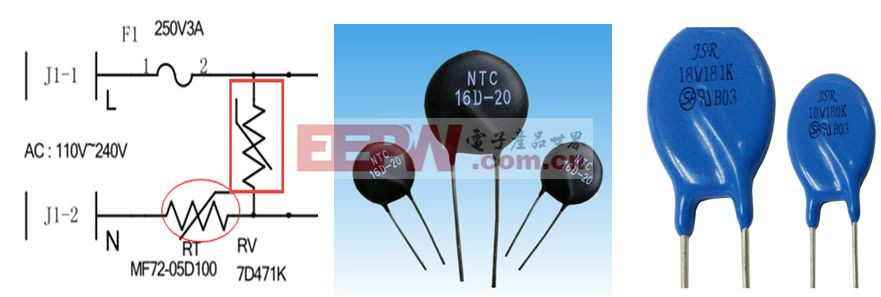 F1
250V3A
J1-1
1
2
L
AC : 110V~240V
J1-2
N
RT
RV
MF72-05D100
7D471K
NTC
16D-20
NTC
16D-20
NTC
16D-20
EEPW 電子產品世界
.com.cn
JSR
18V181K
B03
JSR
10V180K
B03